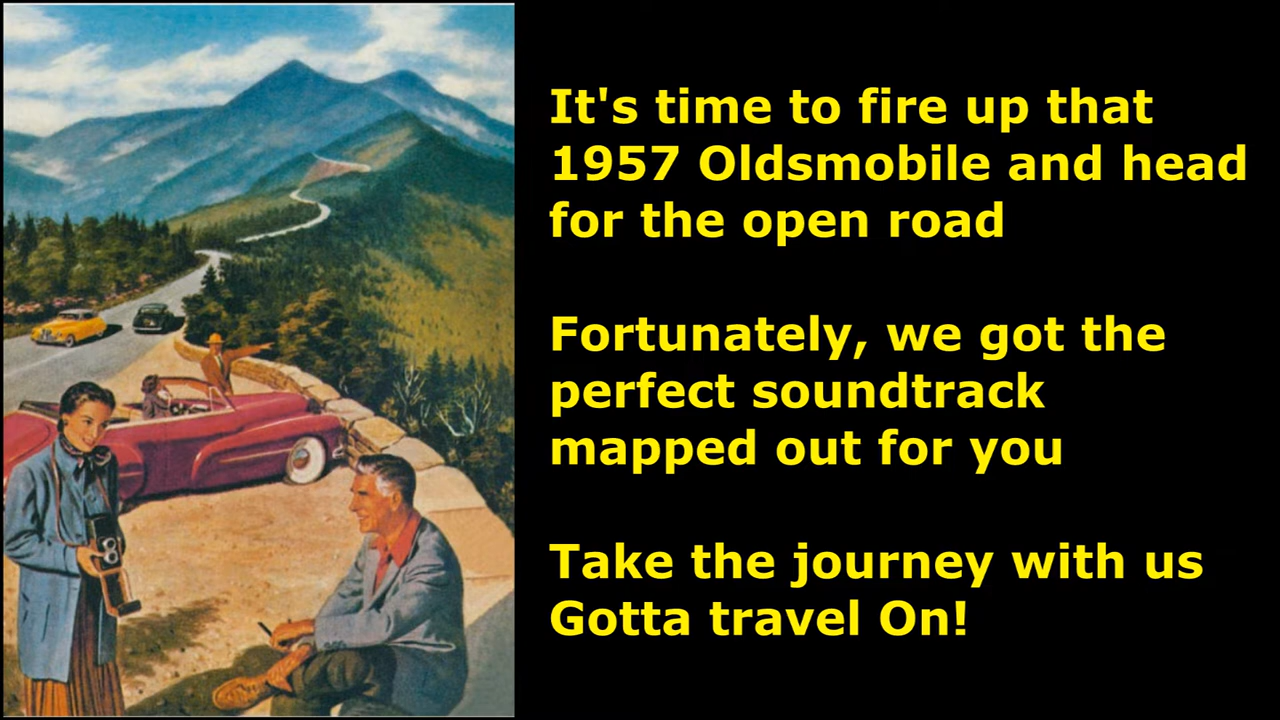 It's time to fire up that
1957 Oldsmobile and head
for the open road
Fortunately, we got the
perfect soundtrack
mapped out for you
Take the journey with us
Gotta travel On!